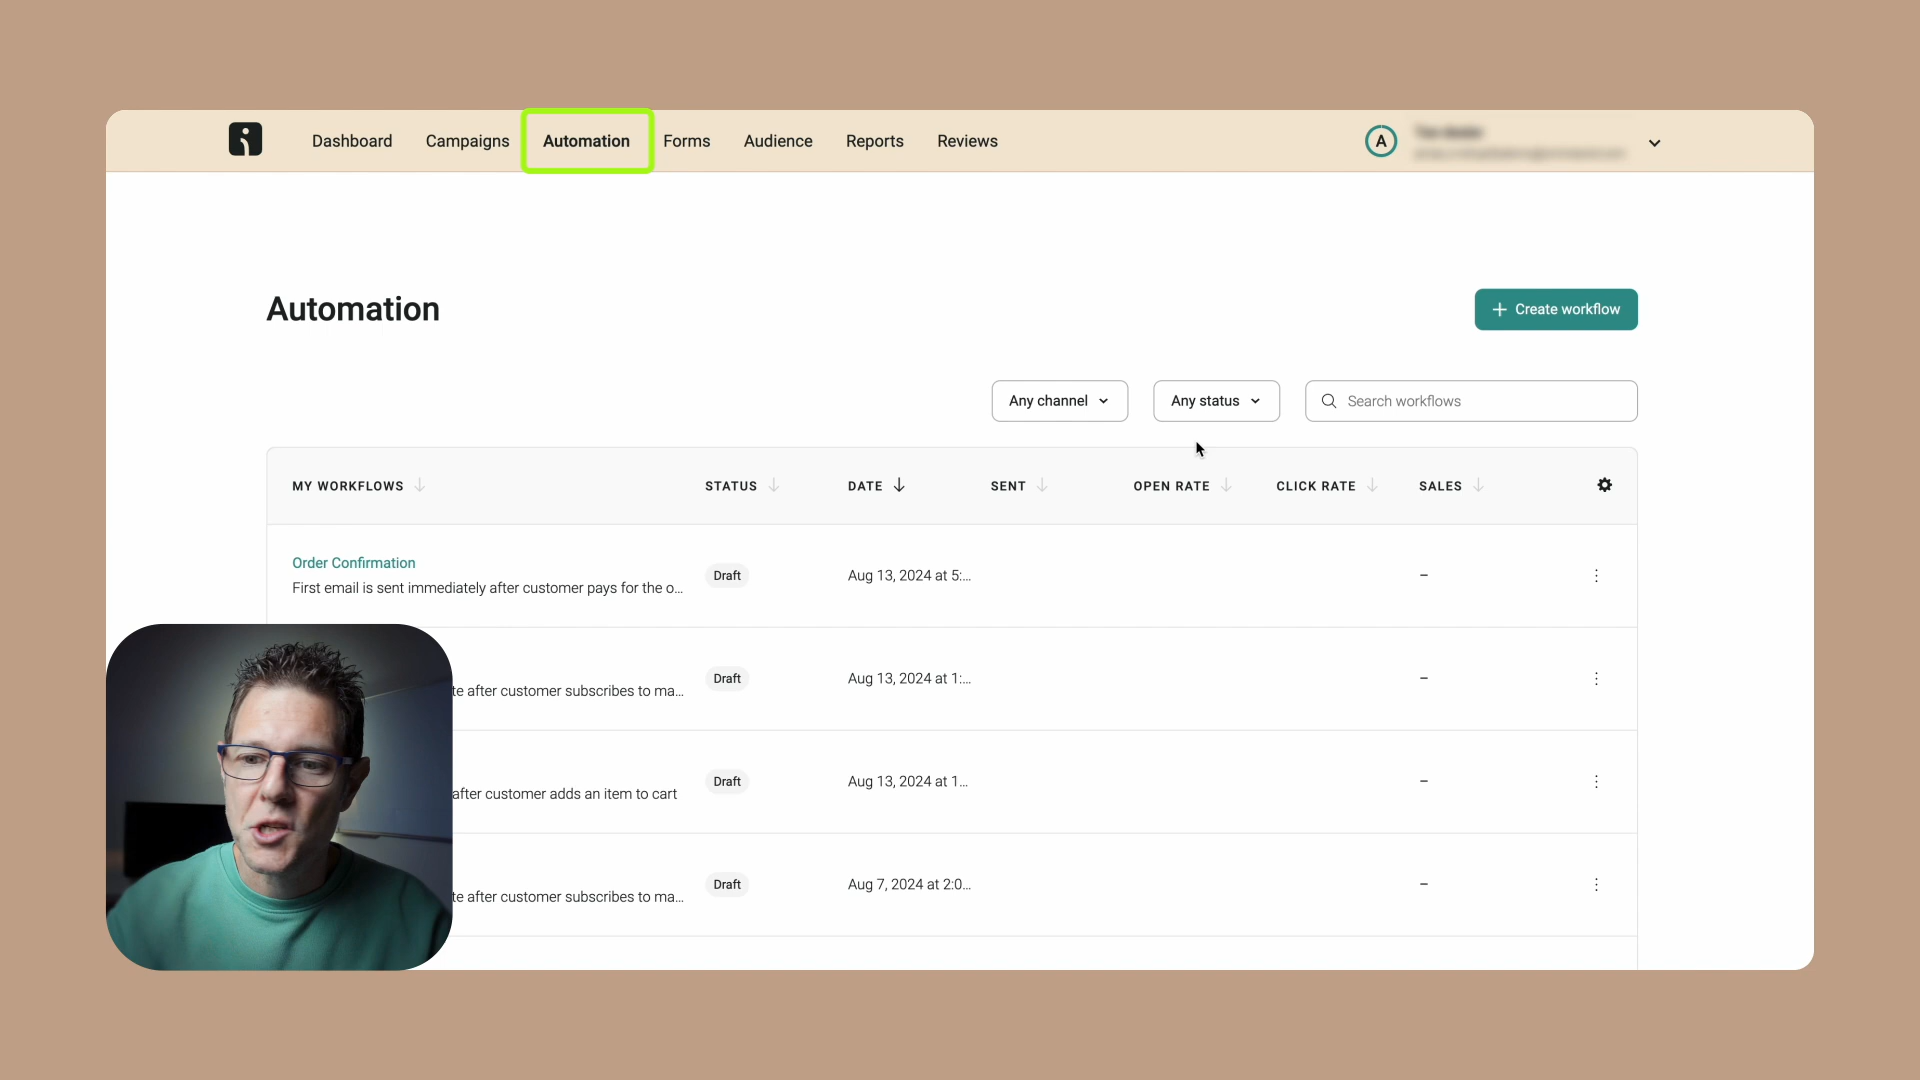 Dashboard Campaigns Automation Forms Audience Reports Reviews A
Automation
+ Create workflow
Any channel Any status Search workflows
MY WORKFLOWS STATUS DATE SENT OPEN RATE CLICK RATE SALES
Order Confirmation
First email is sent immediately after customer pays for the o... Draft Aug 13, 2024 at 5:... –
te after customer subscribes to ma... Draft Aug 13, 2024 at 1:... –
after customer adds an item to cart Draft Aug 13, 2024 at 1... –
te after customer subscribes to ma... Draft Aug 7, 2024 at 2:0... –